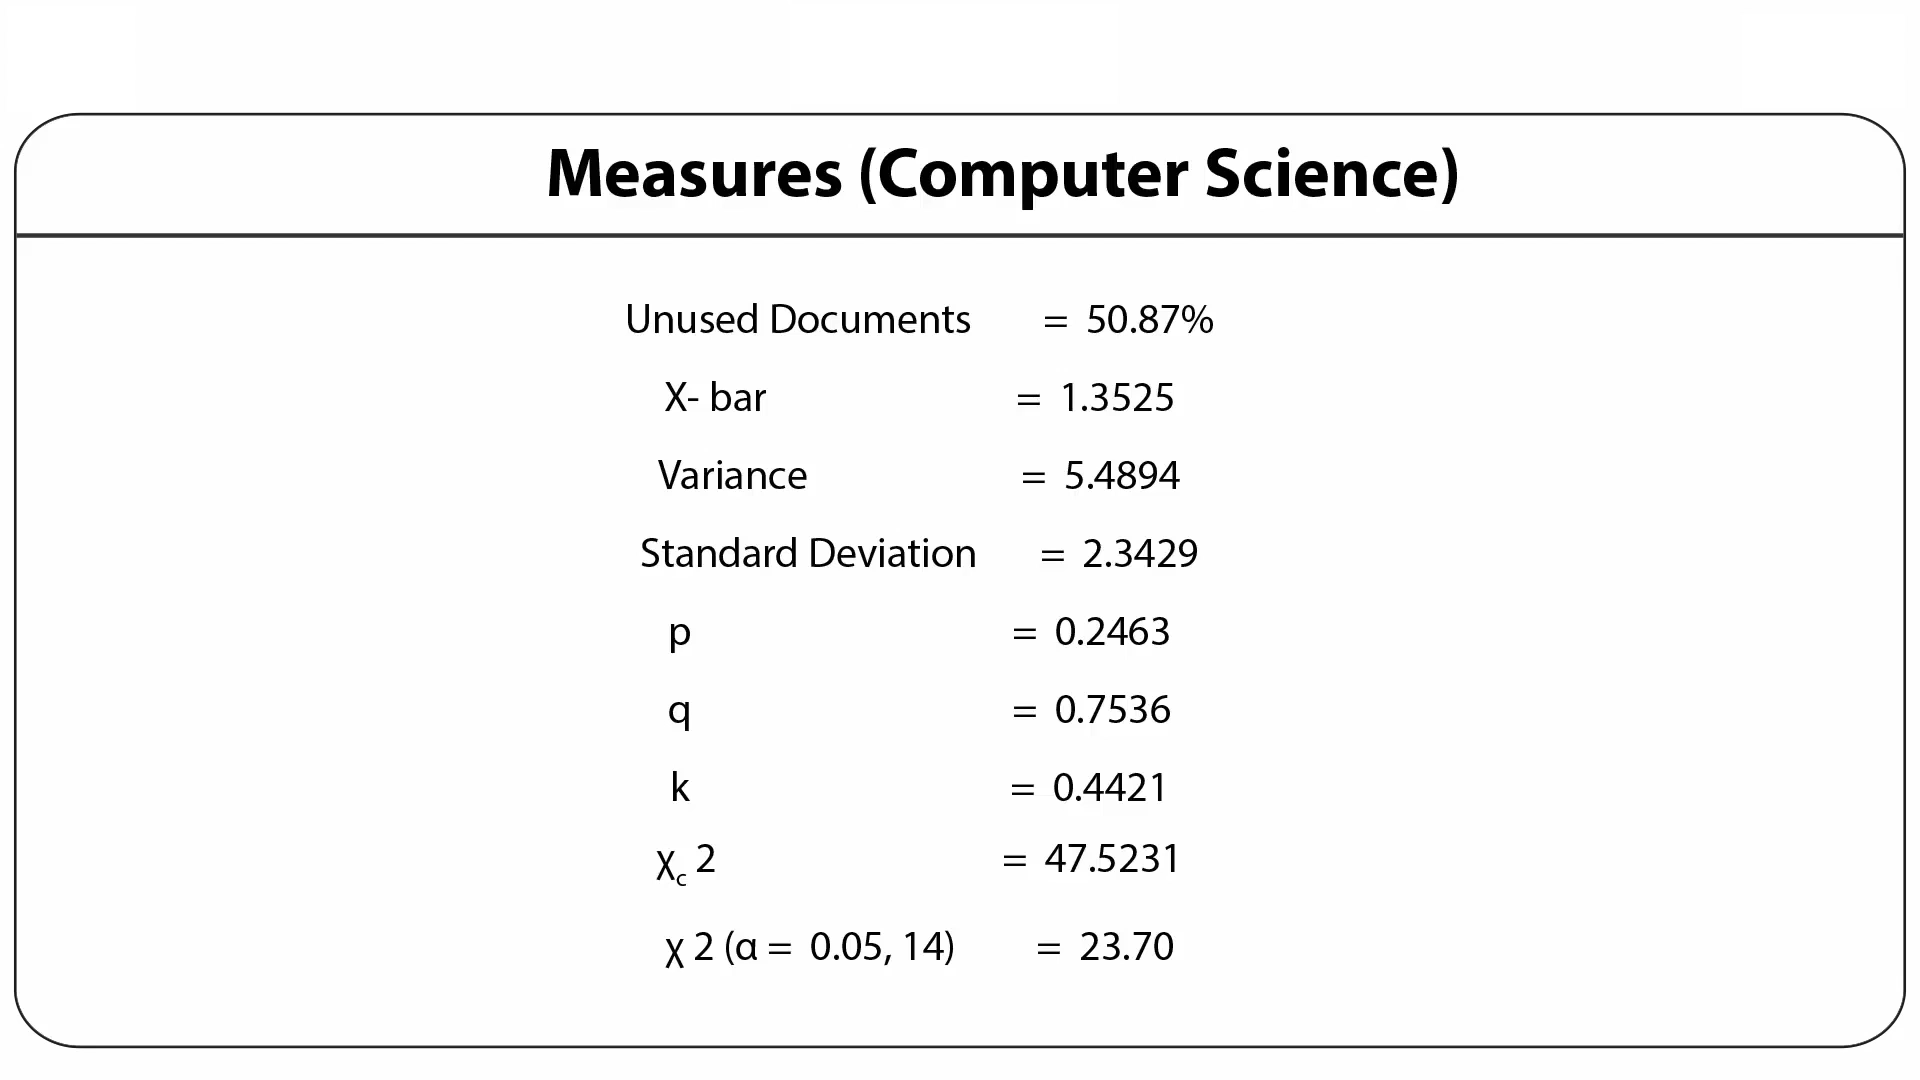 Measures (Computer Science)
Unused Documents = 50.87%
X- bar = 1.3525
Variance = 5.4894
Standard Deviation = 2.3429
p = 0.2463
q = 0.7536
k = 0.4421
χc 2 = 47.5231
χ 2 (α = 0.05, 14) = 23.70